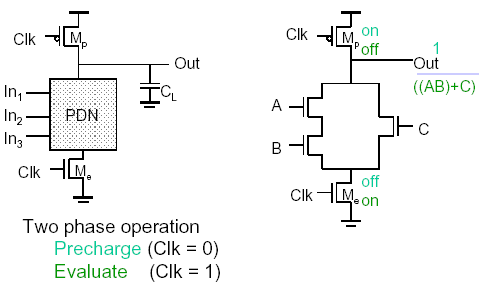 Clk
Mp
on
off
Out
CL
In1
In2
In3
PDN
Clk
Me
Clk
Mp
1
Out
((AB)+C)
A
B
C
off
on
Clk
Me
Two phase operation
Precharge (Clk = 0)
Evaluate (Clk = 1)